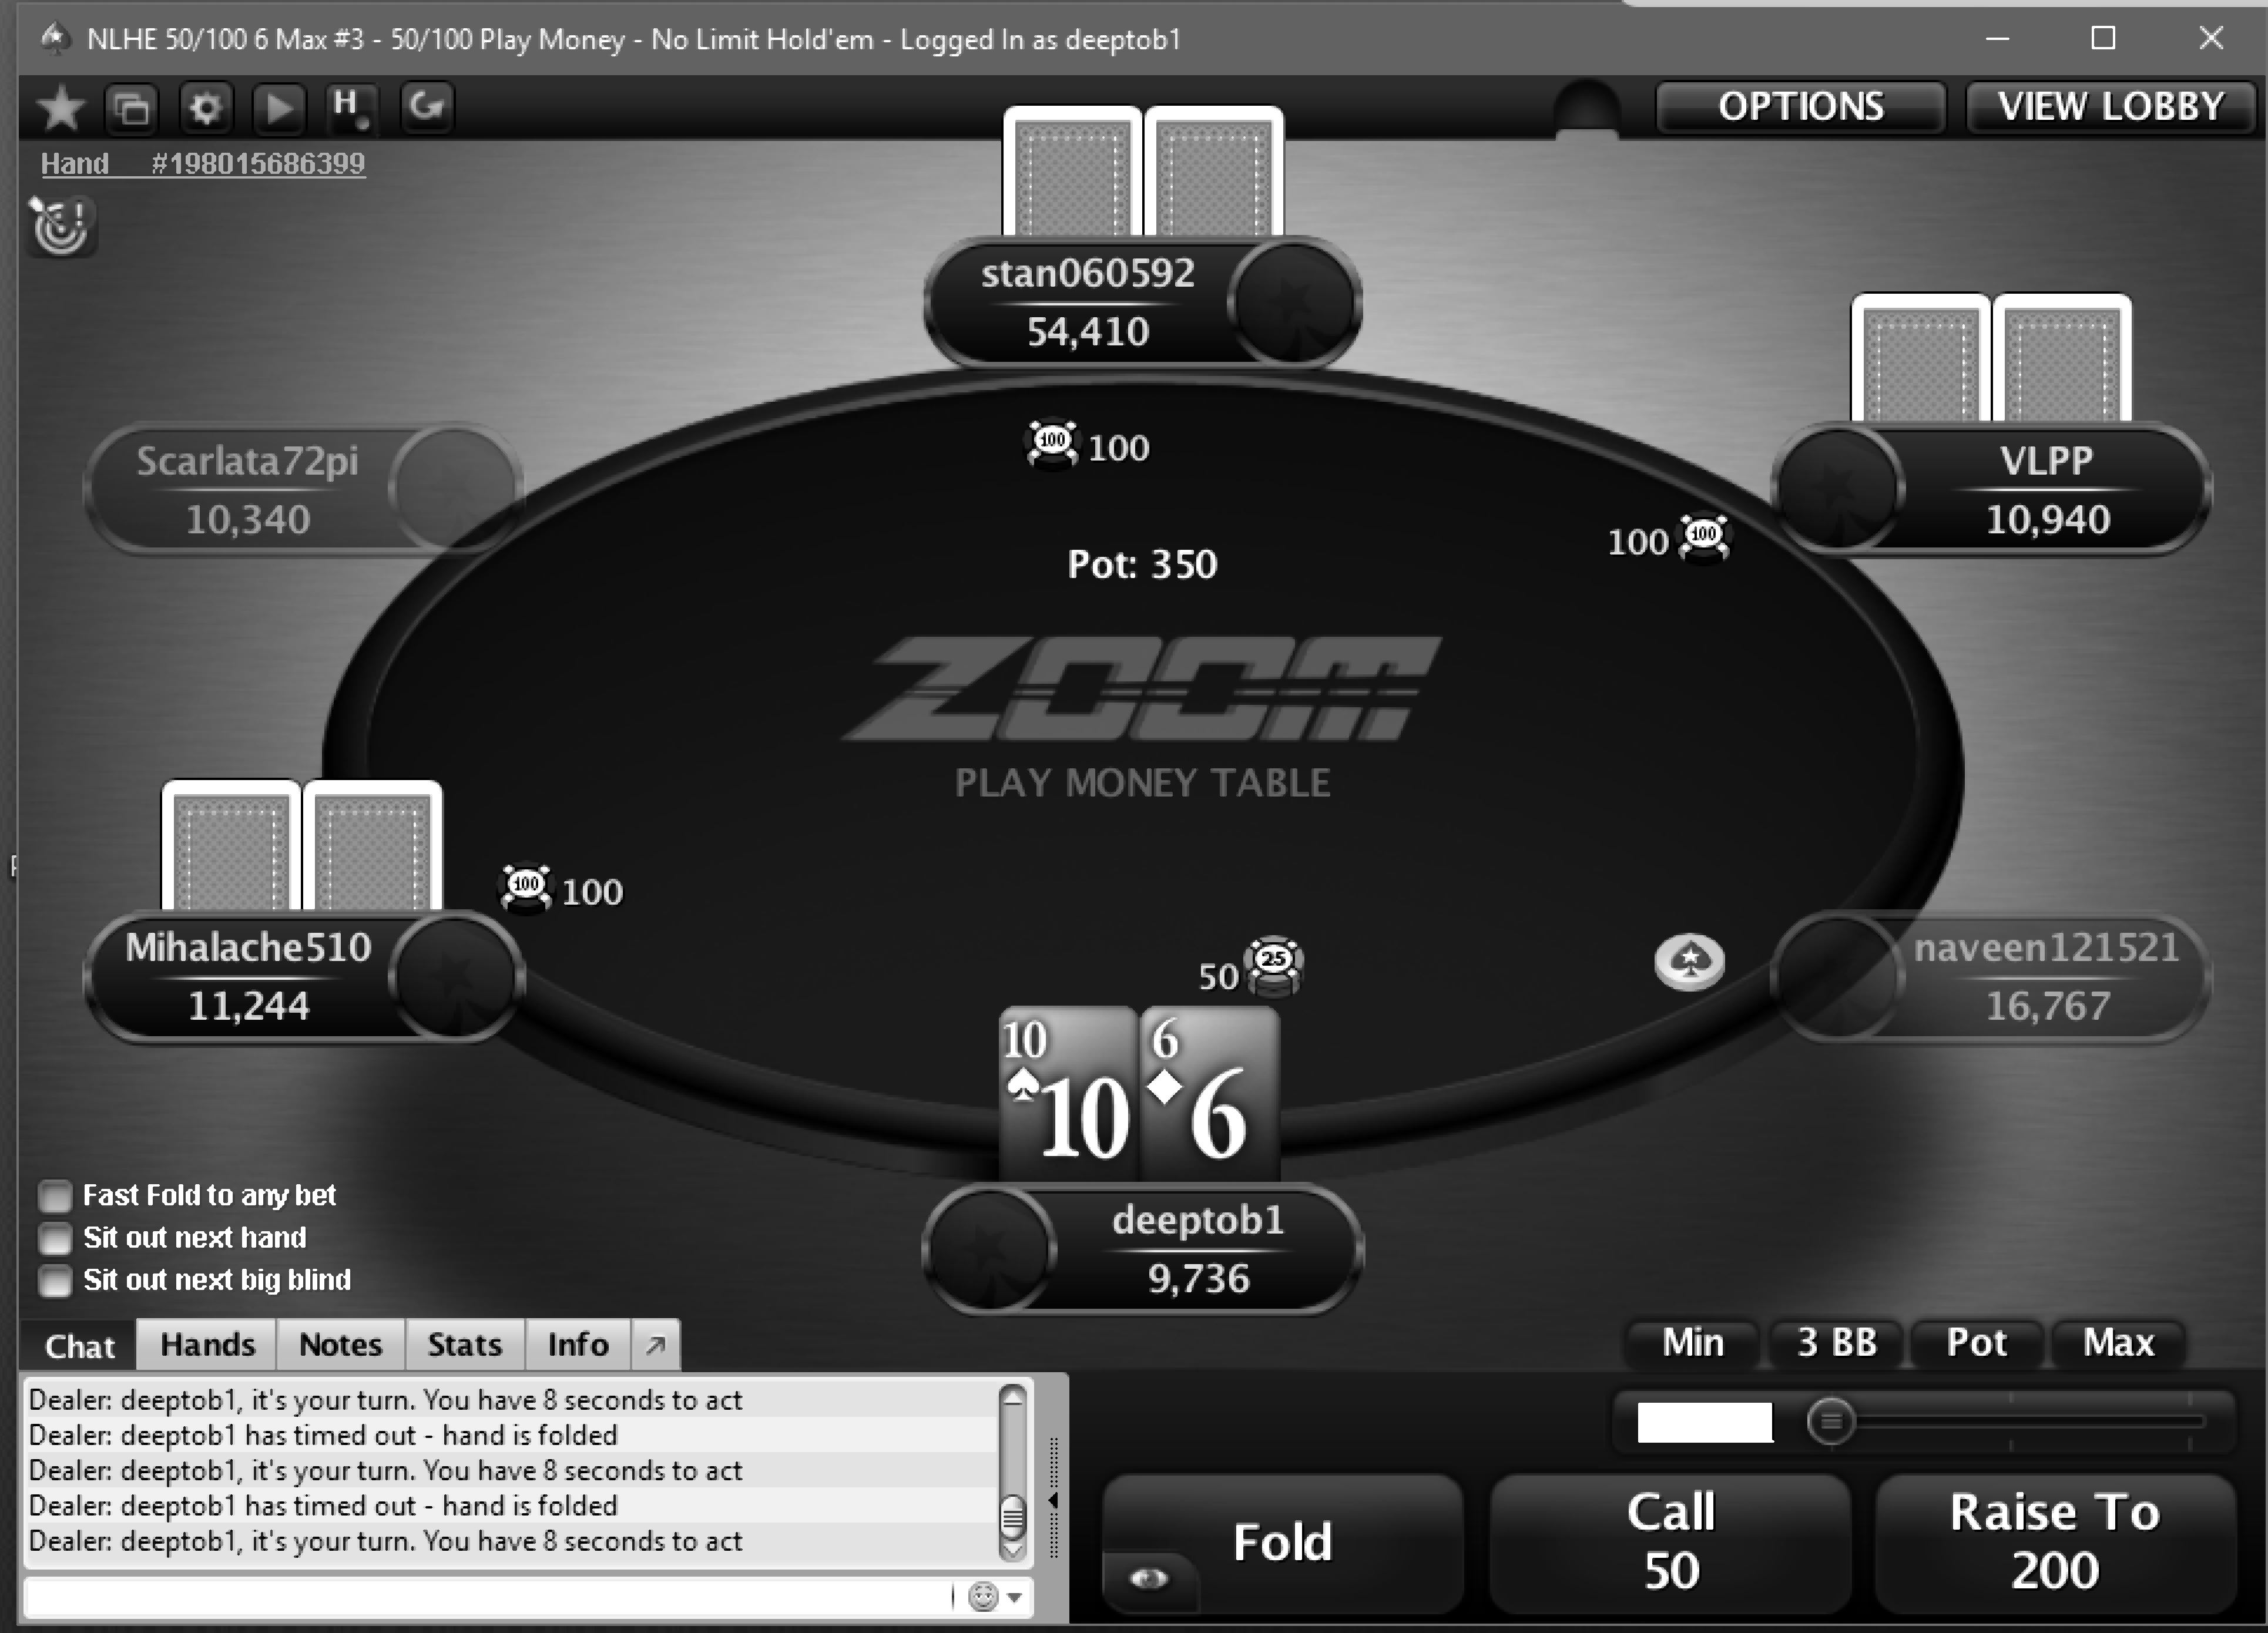 NLHE 50/100 6 Max #3 - 50/100 Play Money - No Limit Hold'em - Logged In as deeptob1
H
OPTIONS
VIEW LOBBY
Hand #198015686399
stan060592
54,410
Scarlata72pi
10,340
VLPP
10,940
100 100
100 100
Pot: 350
ZOOM
PLAY MONEY TABLE
Mihalache510
11,244
100 100
50 25
naveen121521
16,767
10 6
10 6
deeptob1
9,736
Fast Fold to any bet
Sit out next hand
Sit out next big blind
Chat Hands Notes Stats Info
Min 3 BB Pot Max
Dealer: deeptob1, it's your turn. You have 8 seconds to act
Dealer: deeptob1 has timed out - hand is folded
Dealer: deeptob1, it's your turn. You have 8 seconds to act
Dealer: deeptob1 has timed out - hand is folded
Dealer: deeptob1, it's your turn. You have 8 seconds to act
Fold
Call
50
Raise To
200